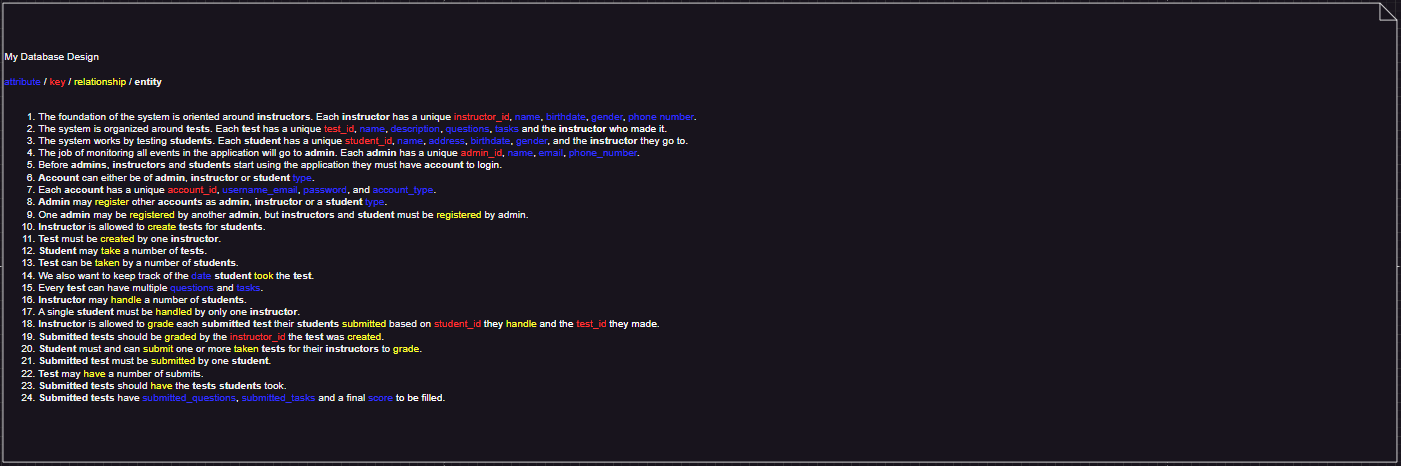 My Database Design
attribute / key / relationship / entity
1. The foundation of the system is oriented around instructors. Each instructor has a unique instructor_id, name, birthdate, gender, phone number.
2. The system is organized around tests. Each test has a unique test_id, name, description, questions, tasks and the instructor who made it.
3. The system works by testing students. Each student has a unique student_id, name, address, birthdate, gender, and the instructor they go to.
4. The job of monitoring all events in the application will go to admin. Each admin has a unique admin_id, name, email, phone_number.
5. Before admins, instructors and students start using the application they must have account to login.
6. Account can either be of admin, instructor or student type.
7. Each account has a unique account_id, username_email, password, and account_type.
8. Admin may register other accounts as admin, instructor or a student type.
9. One admin may be registered by another admin, but instructors and student must be registered by admin.
10. Instructor is allowed to create tests for students.
11. Test must be created by one instructor.
12. Student may take a number of tests.
13. Test can be taken by a number of students.
14. We also want to keep track of the date student took the test.
15. Every test can have multiple questions and tasks.
16. Instructor may handle a number of students.
17. A single student must be handled by only one instructor.
18. Instructor is allowed to grade each submitted test their students submitted based on student_id they handle and the test_id they made.
19. Submitted tests should be graded by the instructor_id the test was created.
20. Student must and can submit one or more taken tests for their instructors to grade.
21. Submitted test must be submitted by one student.
22. Test may have a number of submits.
23. Submitted tests should have the tests students took.
24. Submitted tests have submitted_questions, submitted_tasks and a final score to be filled.